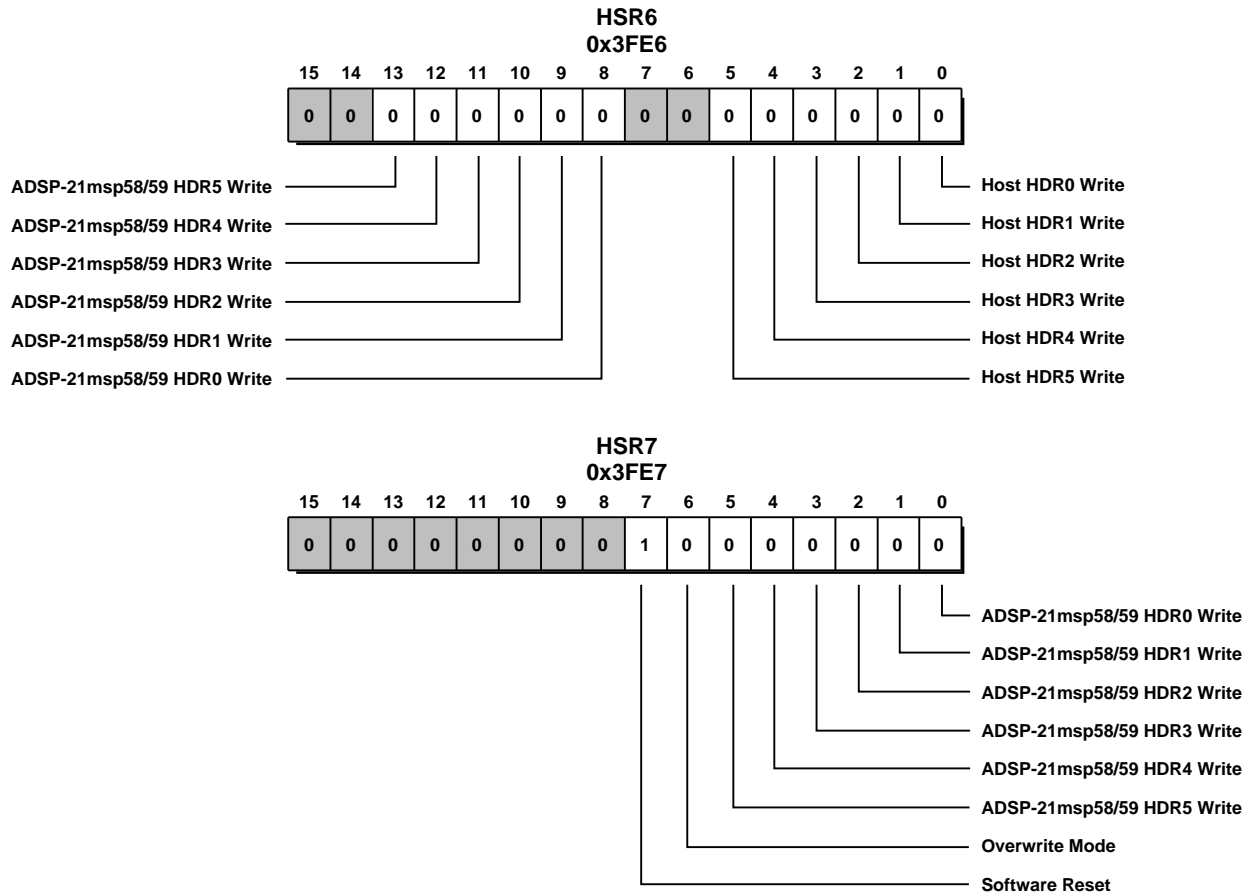 HSR6
0x3FE6
15 14 13 12 11 10 9 8 7 6 5 4 3 2 1 0
0 0 0 0 0 0 0 0 0 0 0 0 0 0 0 0
ADSP-21msp58/59 HDR5 Write
ADSP-21msp58/59 HDR4 Write
ADSP-21msp58/59 HDR3 Write
ADSP-21msp58/59 HDR2 Write
ADSP-21msp58/59 HDR1 Write
ADSP-21msp58/59 HDR0 Write
Host HDR0 Write
Host HDR1 Write
Host HDR2 Write
Host HDR3 Write
Host HDR4 Write
Host HDR5 Write
HSR7
0x3FE7
15 14 13 12 11 10 9 8 7 6 5 4 3 2 1 0
0 0 0 0 0 0 0 0 1 0 0 0 0 0 0 0
ADSP-21msp58/59 HDR0 Write
ADSP-21msp58/59 HDR1 Write
ADSP-21msp58/59 HDR2 Write
ADSP-21msp58/59 HDR3 Write
ADSP-21msp58/59 HDR4 Write
ADSP-21msp58/59 HDR5 Write
Overwrite Mode
Software Reset